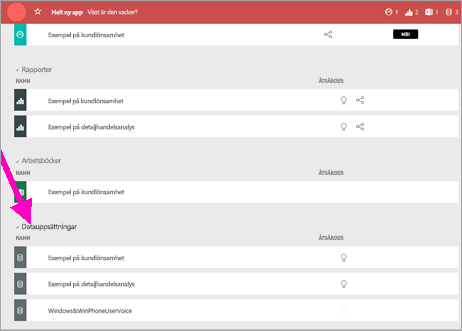 Helt ny app Visst är den vacker? 1 2 1 3
Exempel på kundlönsamhet MBI
Rapporter
NAMN ÅTGÄRDER
Exempel på kundlönsamhet
Exempel på detaljhandelsanalys
Arbetsböcker
NAMN ÅTGÄRDER
Exempel på kundlönsamhet
Datauppsättningar
NAMN ÅTGÄRDER
Exempel på kundlönsamhet
Exempel på detaljhandelsanalys
Windows&WinPhoneUserVoice